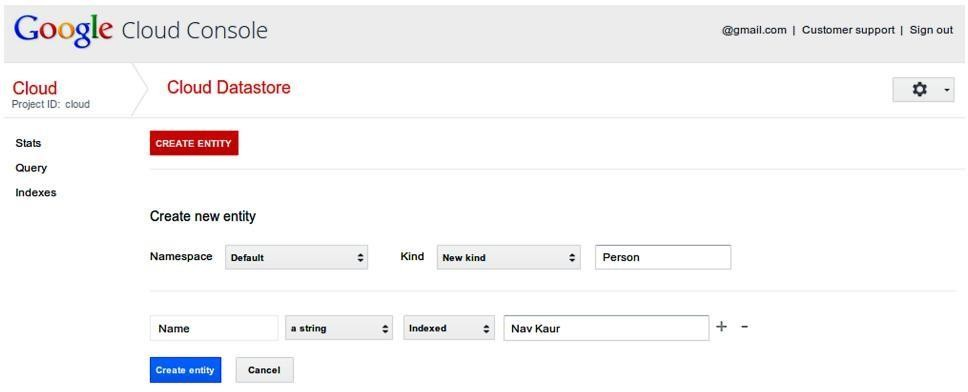 Google Cloud Console
@gmail.com | Customer support | Sign out
Cloud
Project ID: cloud
Cloud Datastore
Stats
Query
Indexes
CREATE ENTITY
Create new entity
Namespace Default Kind New kind Person
Name a string Indexed Nav Kaur + -
Create entity Cancel